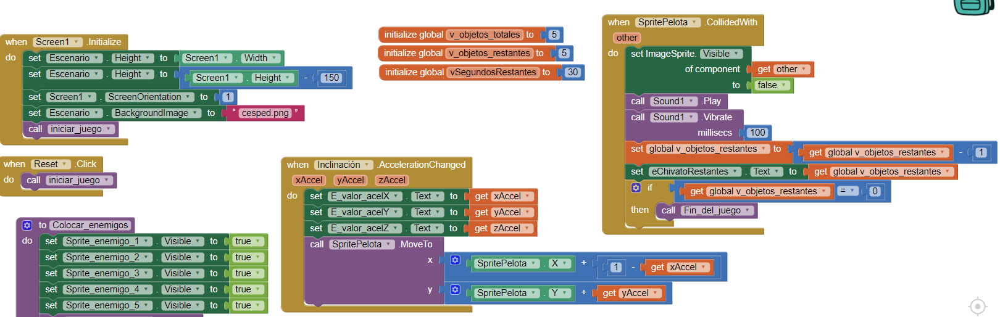 when Screen1 .Initialize
do set Escenario . Height to Screen1 . Width
set Escenario . Height to Screen1 . Height - 150
set Screen1 . ScreenOrientation to 1
set Escenario . BackgroundImage to “ cesped.png ”
call iniciar_juego
when Reset .Click
do call iniciar_juego
to Colocar_enemigos
do set Sprite_enemigo_1 . Visible to true
set Sprite_enemigo_2 . Visible to true
set Sprite_enemigo_3 . Visible to true
set Sprite_enemigo_4 . Visible to true
set Sprite_enemigo_5 . Visible to true
initialize global v_objetos_totales to 5
initialize global v_objetos_restantes to 5
initialize global vSegundosRestantes to 30
when Inclinación .AccelerationChanged
xAccel yAccel zAccel
do set E_valor_acelX . Text to get xAccel
set E_valor_acelY . Text to get yAccel
set E_valor_acelZ . Text to get zAccel
call SpritePelota .MoveTo
x SpritePelota . X + 1 - get xAccel
y SpritePelota . Y + get yAccel
when SpritePelota .CollidedWith
other
do set ImageSprite. Visible
of component get other
to false
call Sound1 .Play
call Sound1 .Vibrate
millisecs 100
set global v_objetos_restantes to get global v_objetos_restantes - 1
set eChivatoRestantes . Text to get global v_objetos_restantes
if get global v_objetos_restantes = 0
then call Fin_del_juego